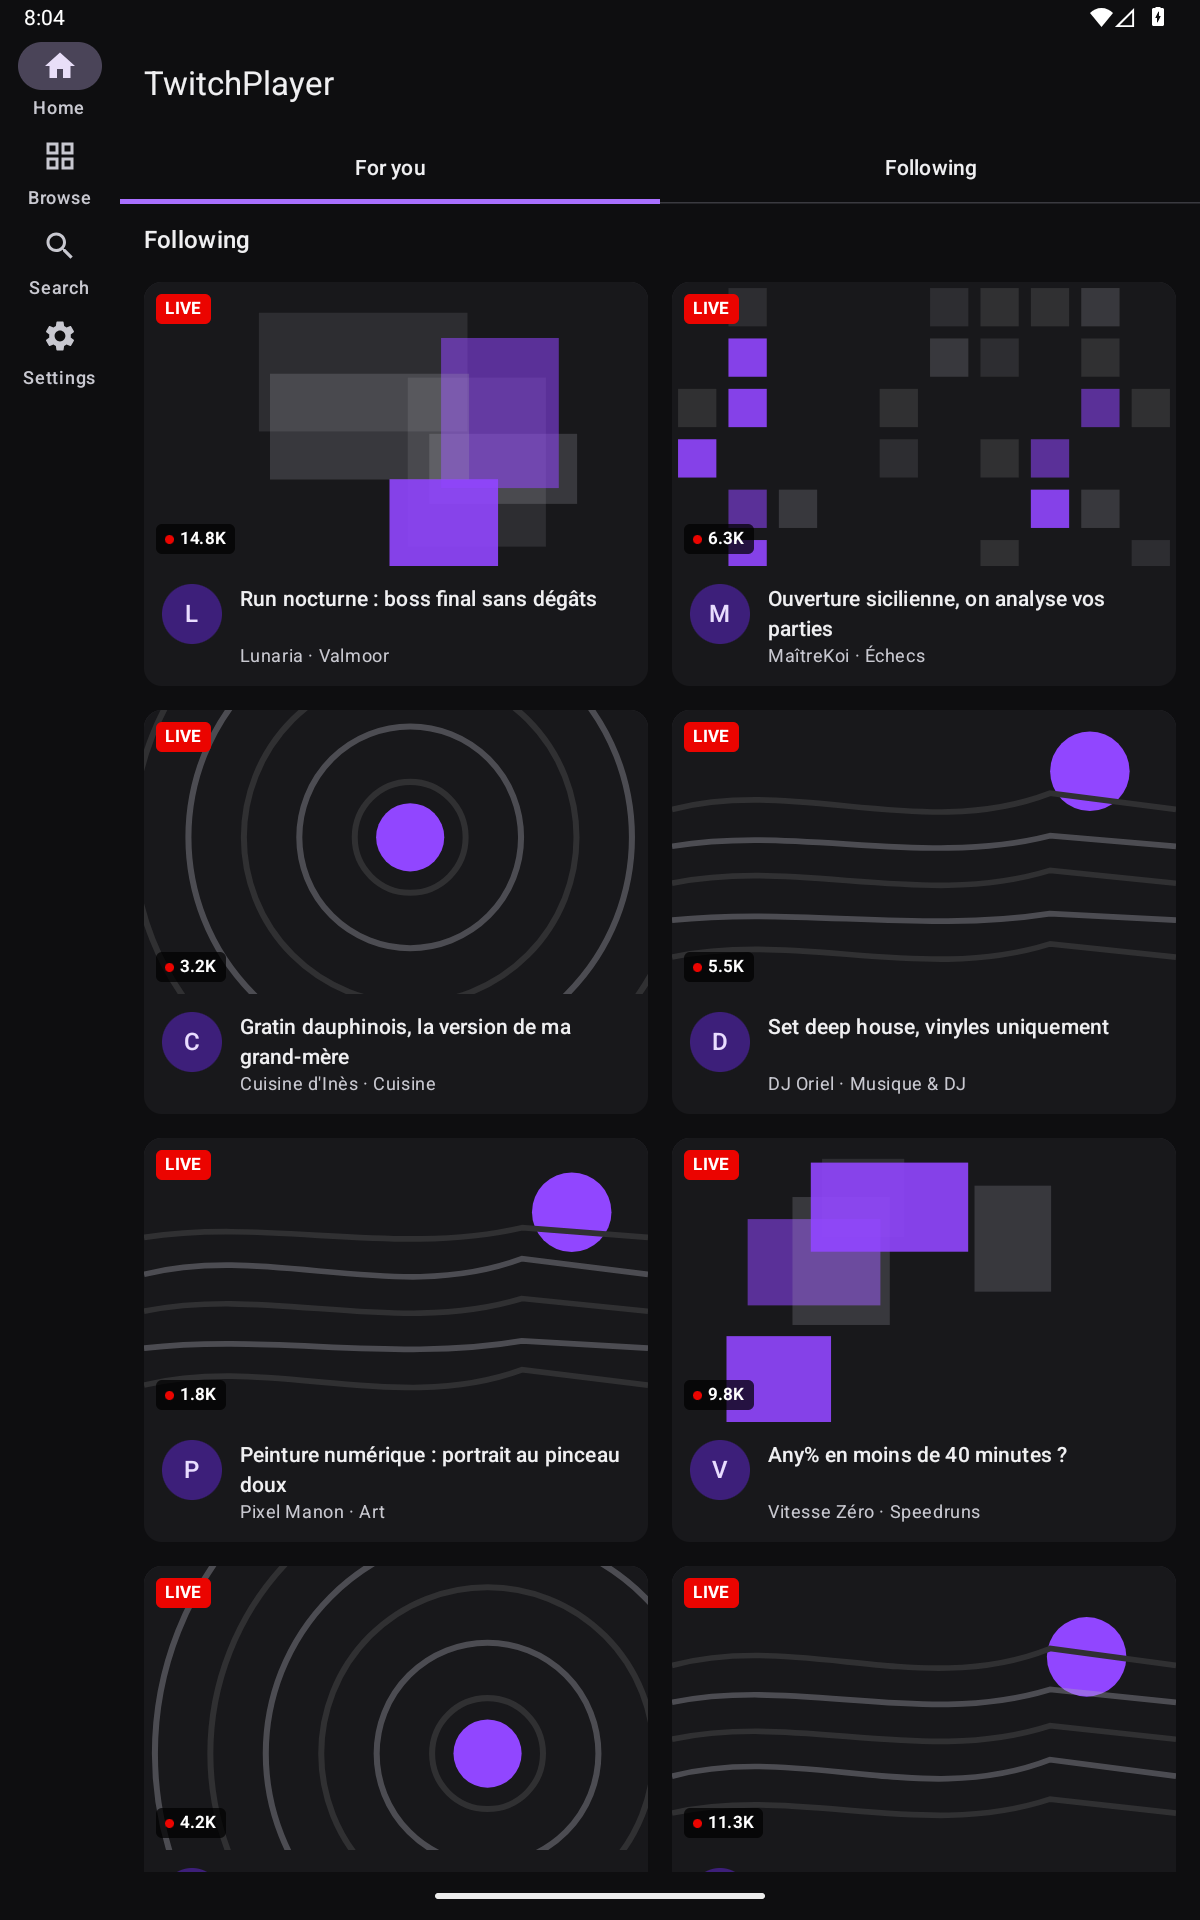 8:04
TwitchPlayer
Home
Browse
Search
Settings
For you
Following
Following
LIVE
14.8K
L
Run nocturne : boss final sans dégâts
Lunaria · Valmoor
LIVE
6.3K
M
Ouverture sicilienne, on analyse vos
parties
MaîtreKoi · Échecs
LIVE
3.2K
C
Gratin dauphinois, la version de ma
grand-mère
Cuisine d'Inès · Cuisine
LIVE
5.5K
D
Set deep house, vinyles uniquement
DJ Oriel · Musique & DJ
LIVE
1.8K
P
Peinture numérique : portrait au pinceau
doux
Pixel Manon · Art
LIVE
9.8K
V
Any% en moins de 40 minutes ?
Vitesse Zéro · Speedruns
LIVE
4.2K
LIVE
11.3K